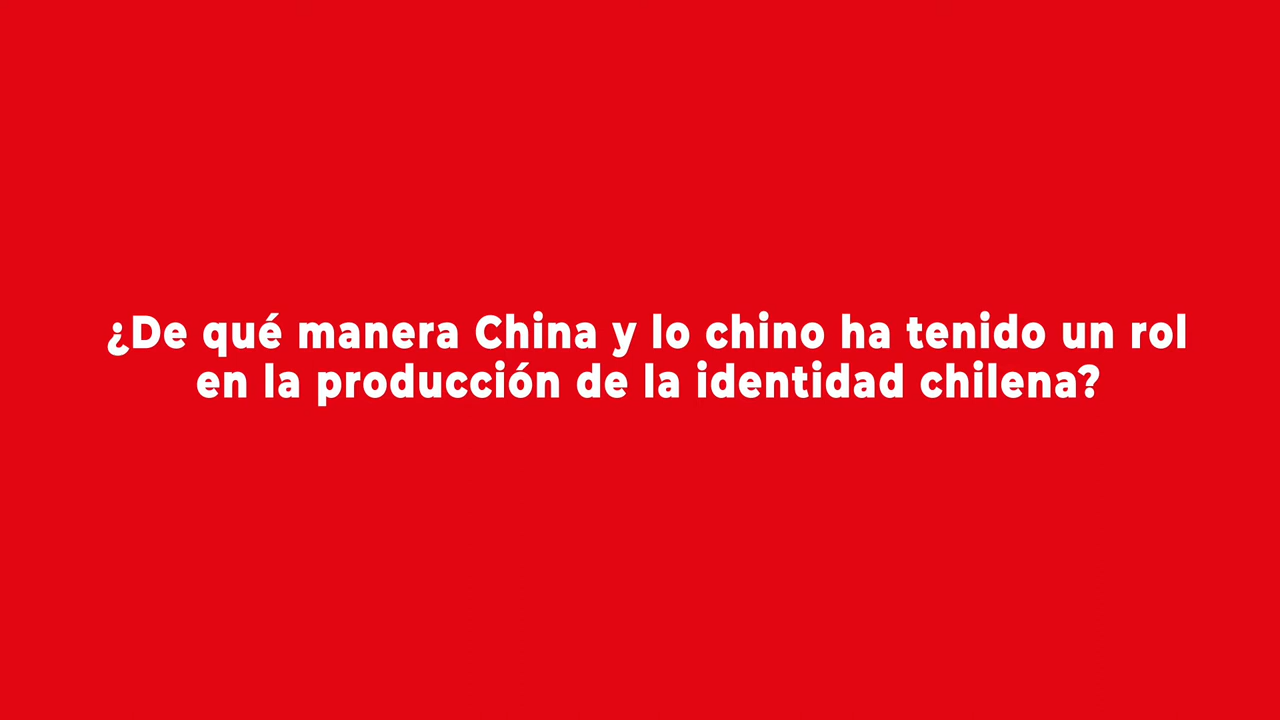 ¿De qué manera China y lo chino ha tenido un rol
en la producción de la identidad chilena?